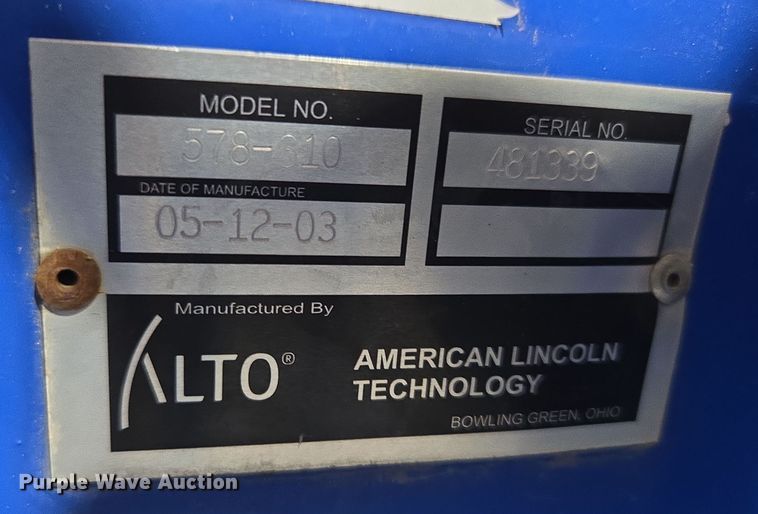 MODEL NO.
578-310
DATE OF MANUFACTURE
05-12-03
SERIAL NO.
481339
Manufactured By
ALTO®
AMERICAN LINCOLN
TECHNOLOGY
BOWLING GREEN, OHIO
Purple Wave Auction